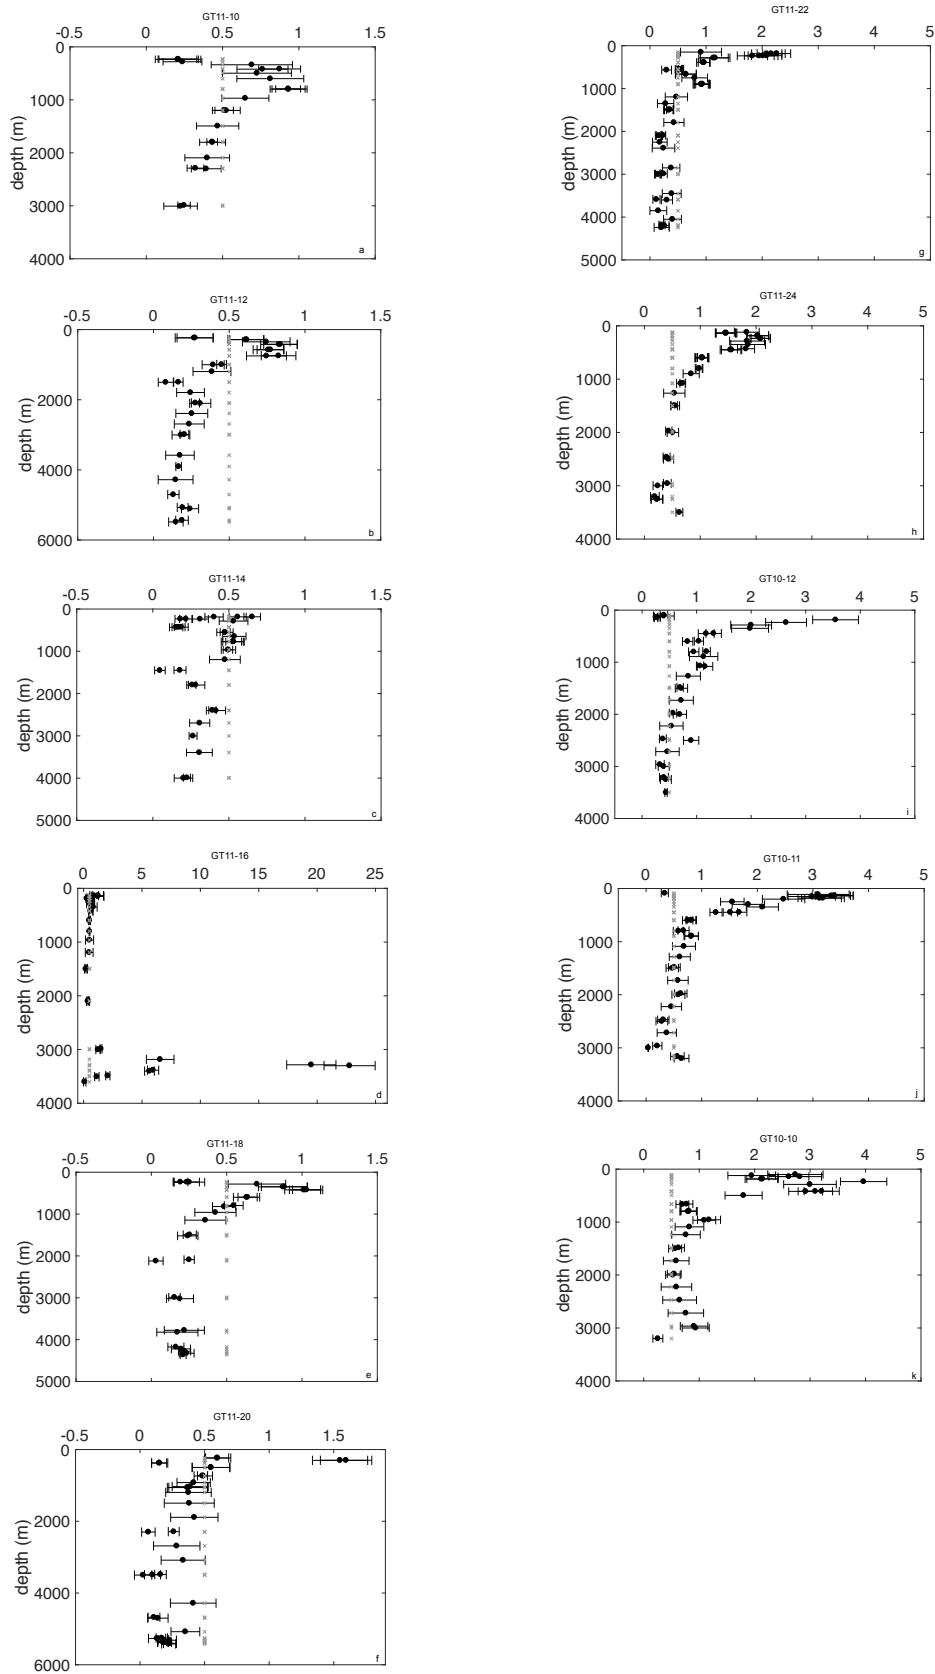 GT11-10
-0.5 0 0.5 1 1.5
0
1000
2000
3000
4000
depth (m)
a
GT11-12
-0.5 0 0.5 1 1.5
0
2000
4000
6000
depth (m)
b
GT11-14
-0.5 0 0.5 1 1.5
0
1000
2000
3000
4000
5000
depth (m)
c
GT11-16
0 5 10 15 20 25
0
1000
2000
3000
4000
depth (m)
d
GT11-18
-0.5 0 0.5 1 1.5
0
1000
2000
3000
4000
5000
depth (m)
e
GT11-20
-0.5 0 0.5 1 1.5
0
2000
4000
6000
depth (m)
f
GT11-22
0 1 2 3 4 5
0
1000
2000
3000
4000
5000
depth (m)
g
GT11-24
0 1 2 3 4 5
0
1000
2000
3000
4000
depth (m)
h
GT10-12
0 1 2 3 4 5
0
1000
2000
3000
4000
depth (m)
i
GT10-11
0 1 2 3 4 5
0
1000
2000
3000
4000
depth (m)
j
GT10-10
0 1 2 3 4 5
0
1000
2000
3000
4000
depth (m)
k